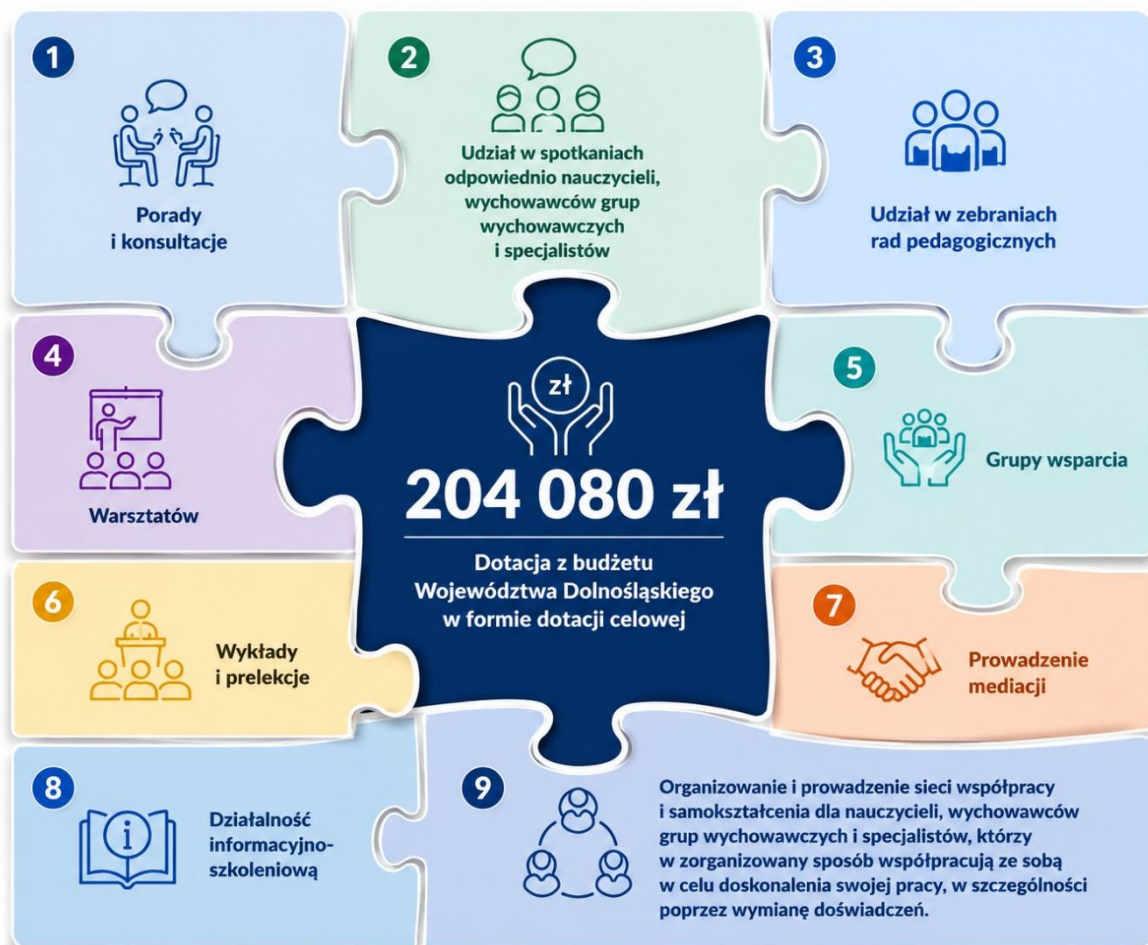 1
Porady
i konsultacje
2
Udział w spotkaniach
odpowiednio nauczycieli,
wychowawców grup
wychowawczych
i specjalistów
3
Udział w zebraniach
rad pedagogicznych
4
Warsztatów
zł
204 080 zł
Dotacja z budżetu
Województwa Dolnośląskiego
w formie dotacji celowej
5
Grupy wsparcia
6
Wykłady
i prelekcje
7
Prowadzenie
mediacji
8
i
Działalność
informacyjno-
szkoleniową
9
Organizowanie i prowadzenie sieci współpracy
i samokształcenia dla nauczycieli, wychowawców
grup wychowawczych i specjalistów, którzy
w zorganizowany sposób współpracują ze sobą
w celu doskonalenia swojej pracy, w szczególności
poprzez wymianę doświadczeń.